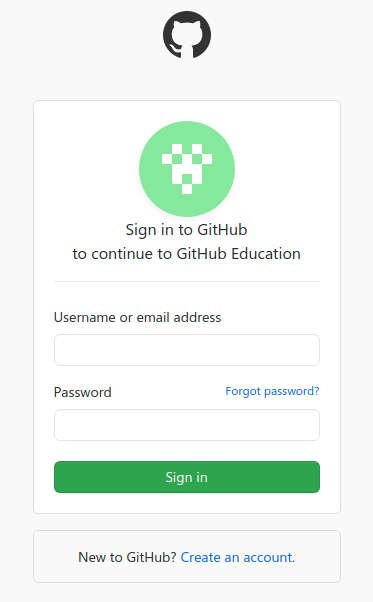 Sign in to GitHub
to continue to GitHub Education
Username or email address
Password Forgot password?
Sign in
New to GitHub? Create an account.